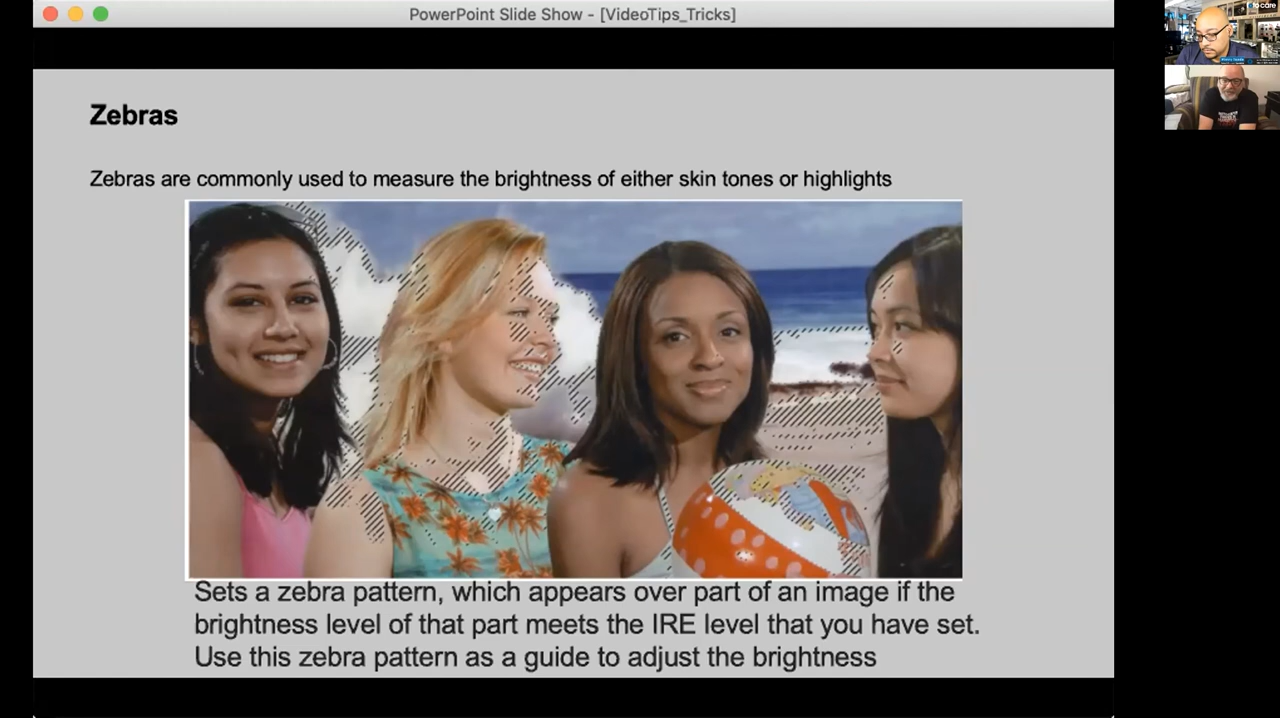 PowerPoint Slide Show - [VideoTips_Tricks]
Zebras
Zebras are commonly used to measure the brightness of either skin tones or highlights
Sets a zebra pattern, which appears over part of an image if the
brightness level of that part meets the IRE level that you have set.
Use this zebra pattern as a guide to adjust the brightness